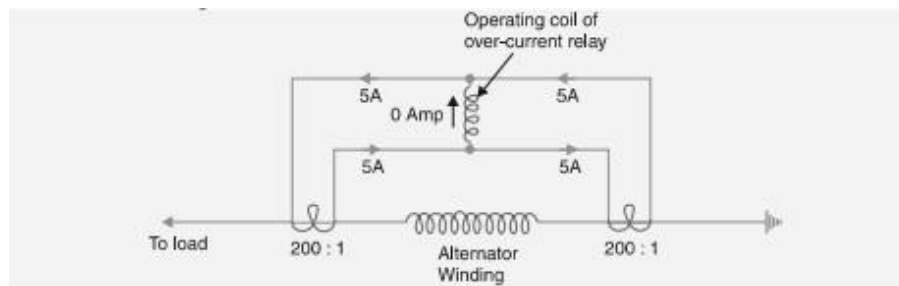 Operating coil of
over-current relay
5A
5A
0 Amp
5A
5A
To load
200 : 1
Alternator
Winding
200 : 1